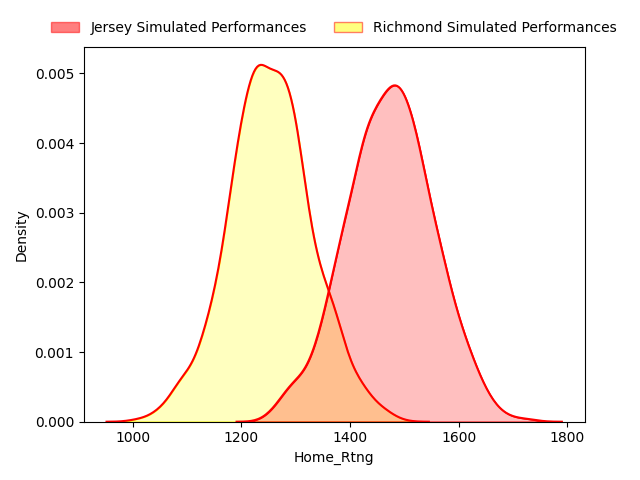 Jersey Simulated Performances
Richmond Simulated Performances
0.005
0.004
0.003
0.002
0.001
0.000
Density
1000
1200
1400
1600
1800
Home_Rtng